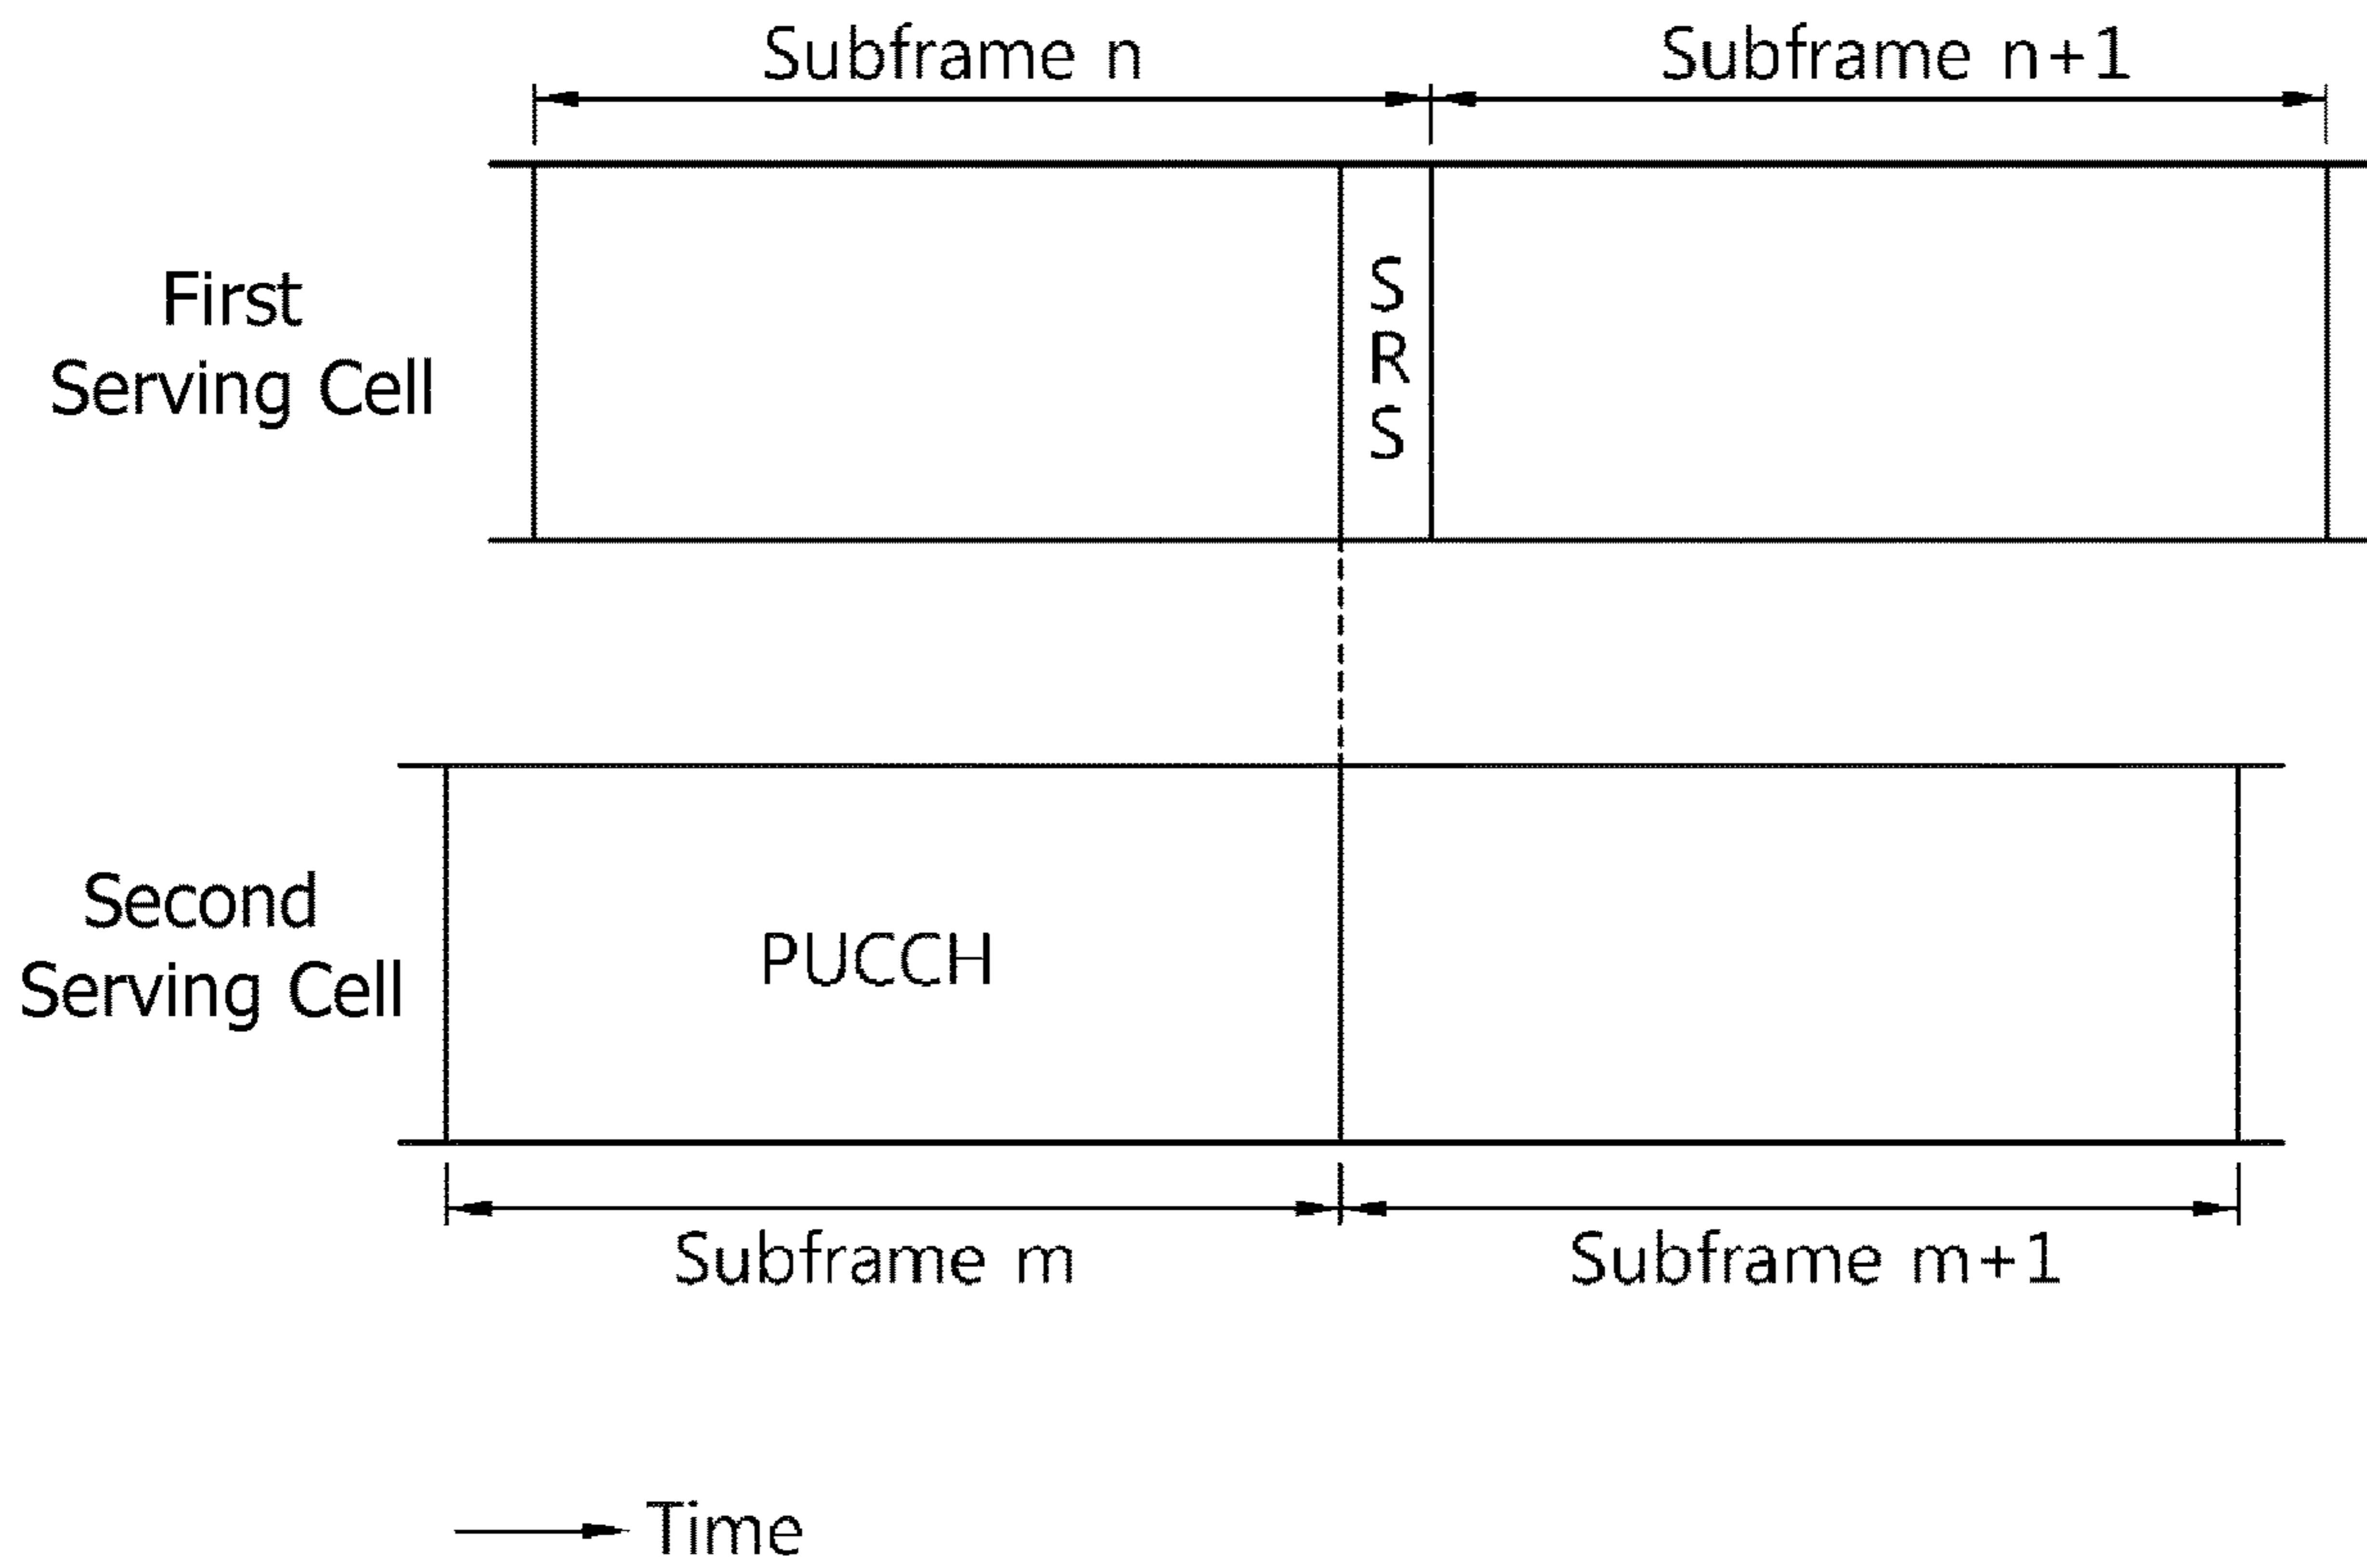 Subframe n
Subframe n+1
First
Serving Cell
S
R
S
Second
Serving Cell
PUCCH
Subframe m
Subframe m+1
Time